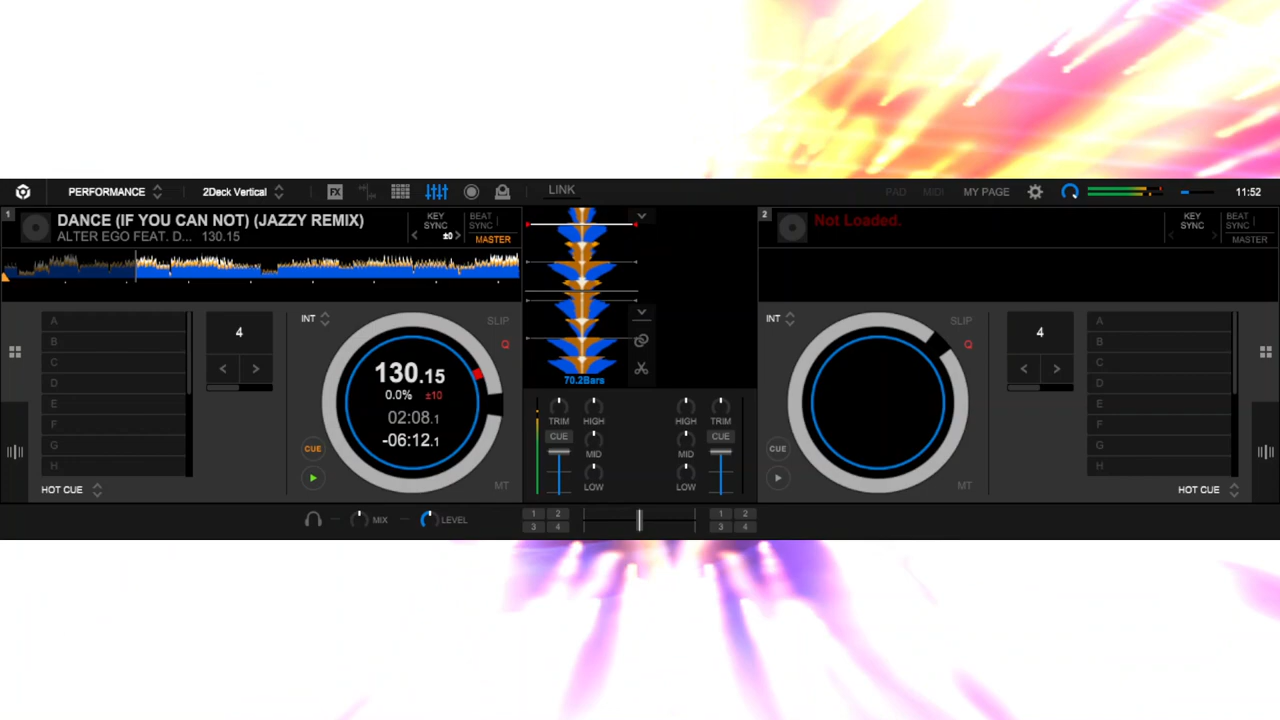 PERFORMANCE 2Deck Vertical FX LINK PAD MIDI MY PAGE 11:52
1 DANCE (IF YOU CAN NOT) (JAZZY REMIX) KEY SYNC BEAT SYNC
ALTER EGO FEAT. D... 130.15 < ±0 > MASTER
2 Not Loaded. KEY SYNC BEAT SYNC
< > MASTER
A
B
C
D
E
F
G
H
HOT CUE
4
< >
INT SLIP
Q
130.15
0.0% ±10
02:08.1
-06:12.1
CUE
MT
70.2Bars
TRIM HIGH HIGH TRIM
CUE MID MID CUE
LOW LOW
INT SLIP
Q
CUE
MT
4
< >
A
B
C
D
E
F
G
H
HOT CUE
MIX LEVEL
1 2 1 2
3 4 3 4